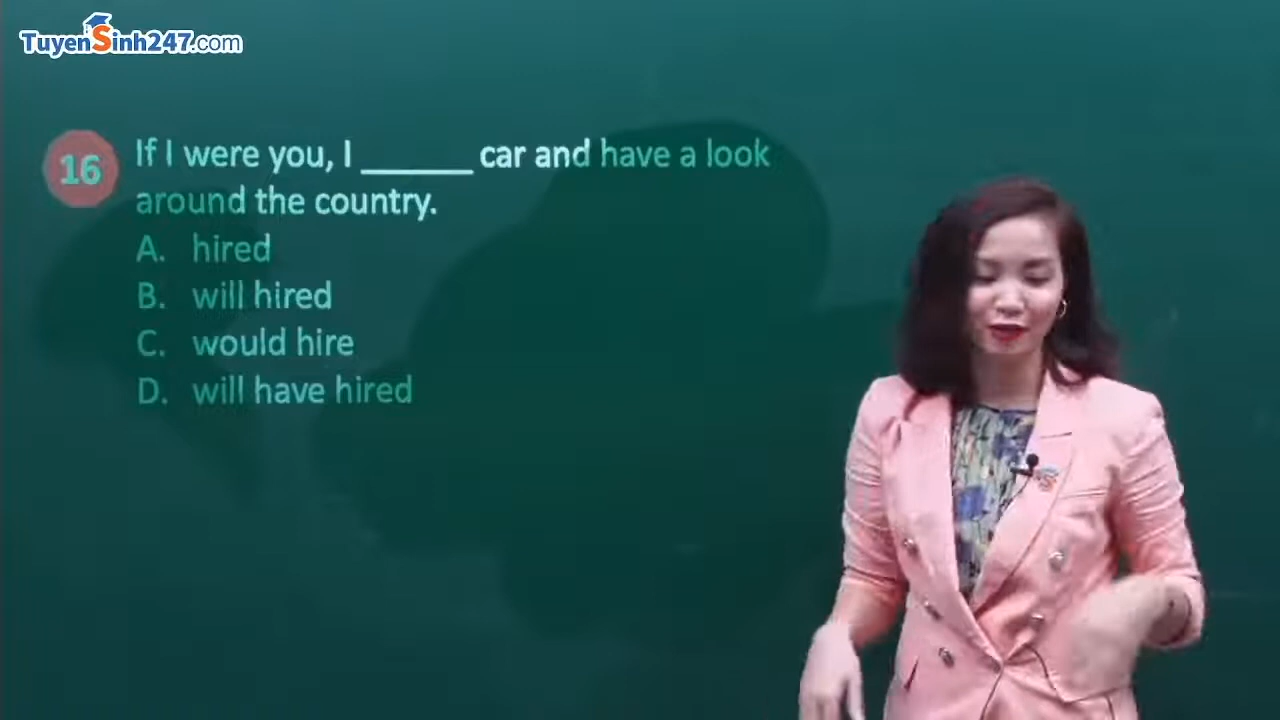 TuyenSinh247.com
16
If I were you, I ______ car and have a look
around the country.
A. hired
B. will hired
C. would hire
D. will have hired